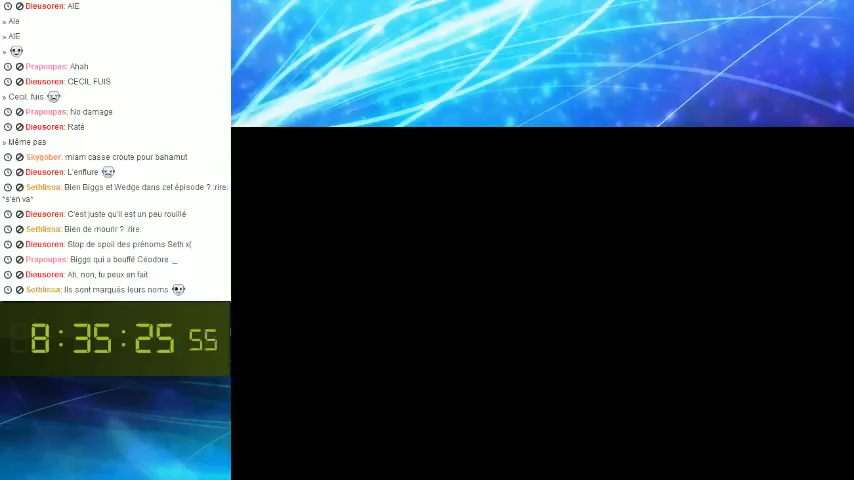 Dieusoren: AIE
» Aie
» AIE
»
Prapoupas: Ahah
Dieusoren: CECIL FUIS
» Cecil, fuis
Prapoupas: No damage
Dieusoren: Raté
» Même pas
Skygober: miam casse croute pour bahamut
Dieusoren: L'enflure
Sethlissa: Bien Biggs et Wedge dans cet épisode ? :rire:
*s'en va*
Dieusoren: C'est juste qu'il est un peu rouillé
Sethlissa: Bien de mourir ? :rire:
Dieusoren: Stop de spoil des prénoms Seth x(
Prapoupas: Biggs qui a bouffé Céodore ._.
Dieusoren: Ah, non, tu peux en fait
Sethlissa: Ils sont marqués leurs noms
8:35:25 55